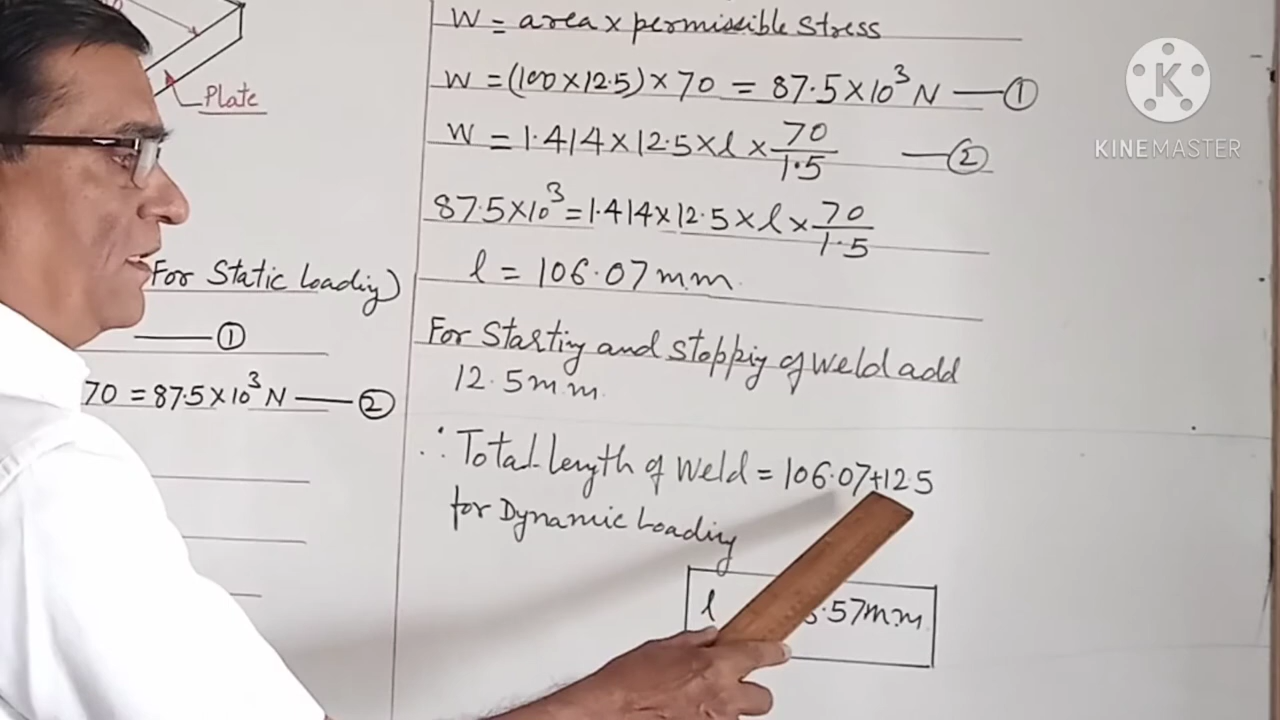 Plate
For Static Loading)
———①
70 = 87.5×10³ N ———②
W = area × permissible Stress
W = (100×12.5) × 70 = 87.5×10³ N ——①
W = 1.414×12.5×l×70/1.5 ——②
87.5×10³ = 1.414×12.5×l×70/1.5
l = 106.07 mm.
For Starting and Stopping of weld add
12.5 mm.
∴ Total Length of Weld = 106.07+12.5
for Dynamic Loading
l .57mm.
K
KINEMASTER